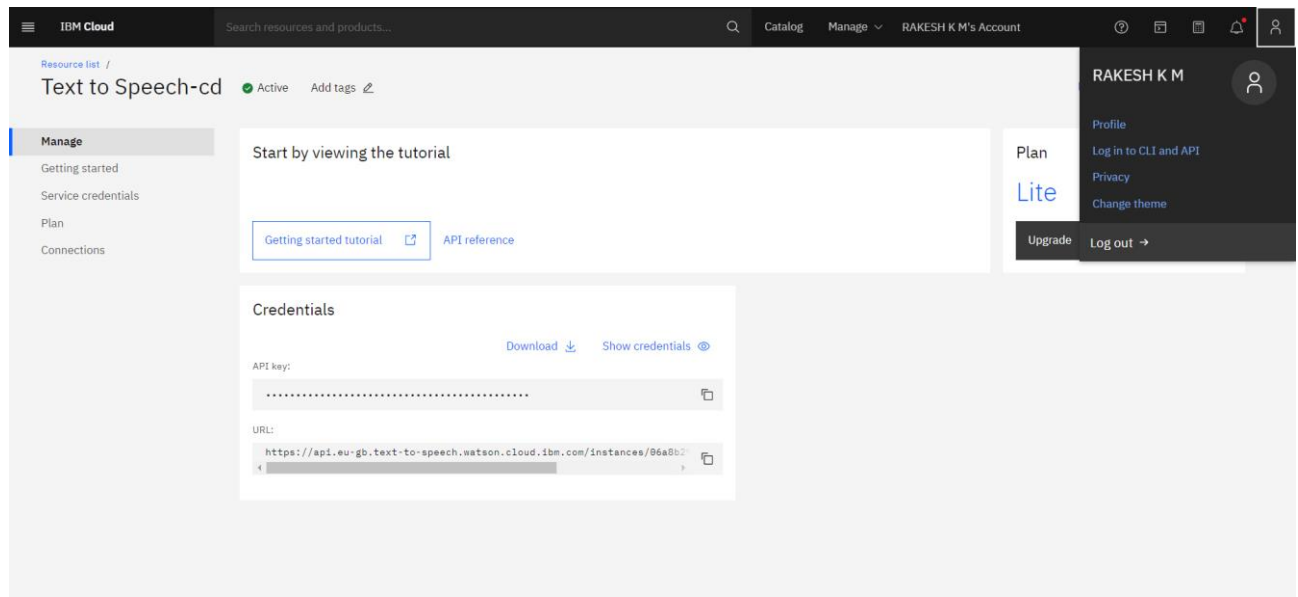 IBM Cloud
Search resources and products...
Catalog
Manage
RAKESH K M's Account
Resource list /
Text to Speech-cd
Active
Add tags
RAKESH K M
Profile
Log in to CLI and API
Privacy
Change theme
Log out →
Manage
Getting started
Service credentials
Plan
Connections
Start by viewing the tutorial
Getting started tutorial
API reference
Plan
Lite
Upgrade
Credentials
Download
Show credentials
API key:
............................................
URL:
https://api.eu-gb.text-to-speech.watson.cloud.ibm.com/instances/06a8b2